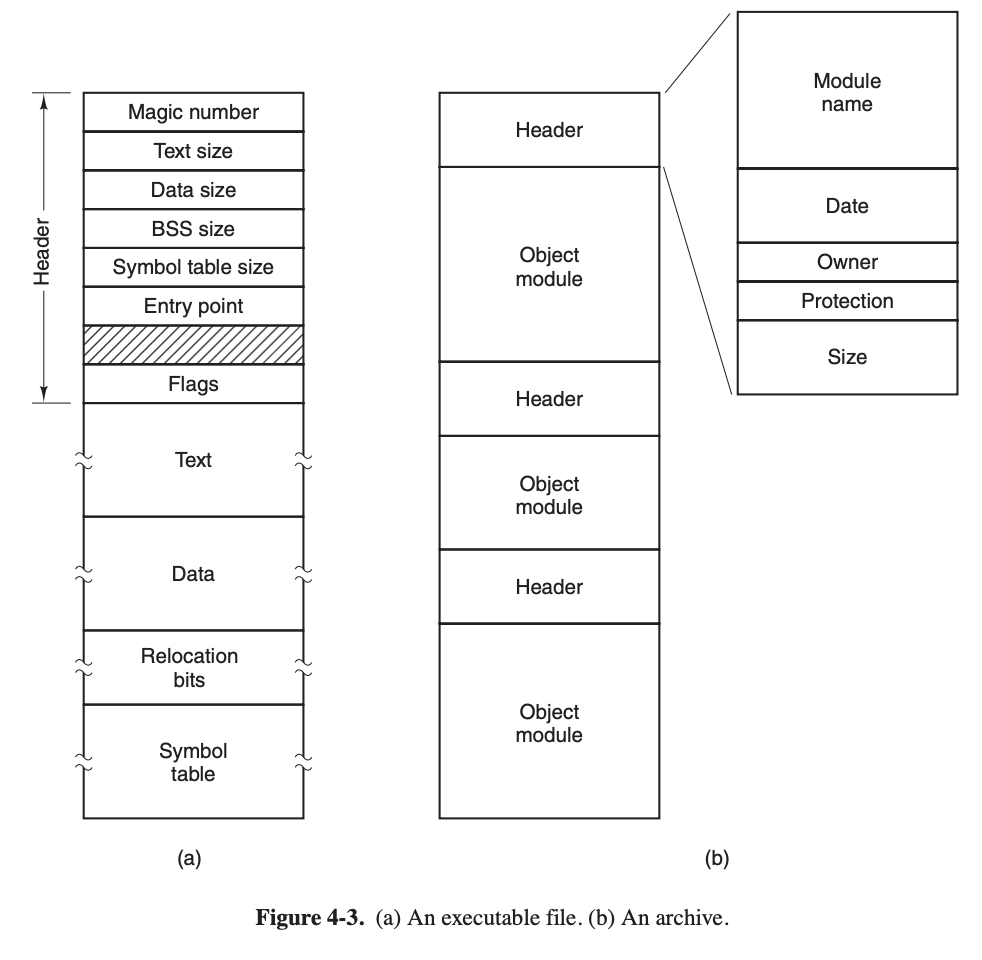 Header
Magic number
Text size
Data size
BSS size
Symbol table size
Entry point
Flags
Text
Data
Relocation
bits
Symbol
table
(a)
Header
Object
module
Header
Object
module
Header
Object
module
Module
name
Date
Owner
Protection
Size
(b)
Figure 4-3. (a) An executable file. (b) An archive.